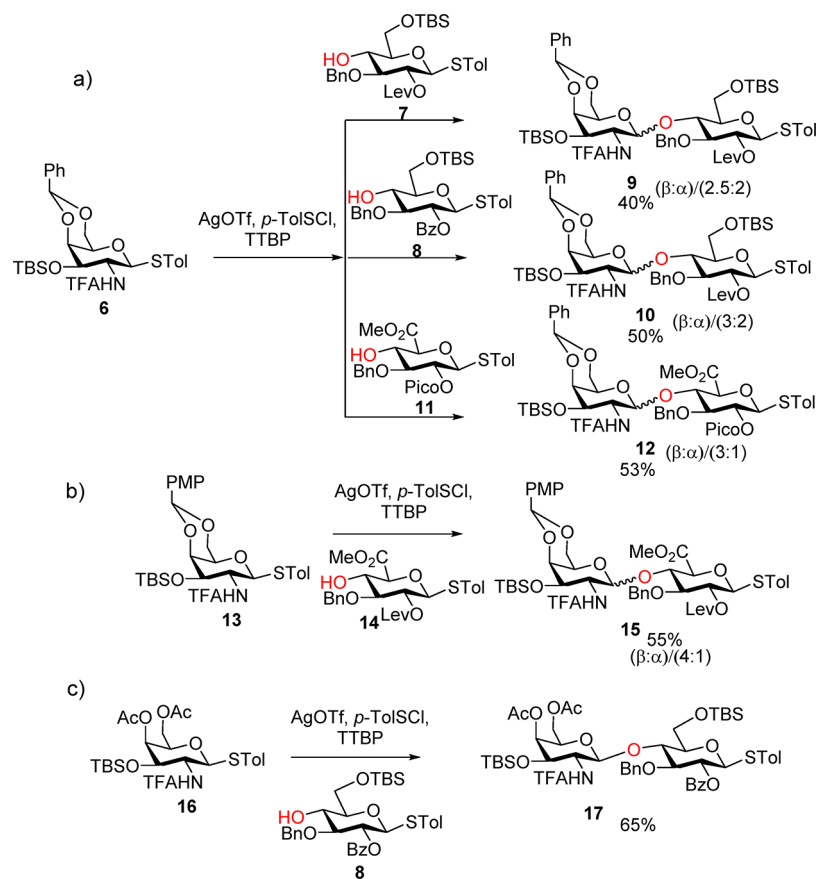 a)
OTBS
HO
O
STol
BnO
LevO
7
Ph
O
O
O
STol
TBSO
TFAHN
6
AgOTf, p-TolSCl,
TTBP
OTBS
HO
O
STol
BnO
BzO
8
MeO₂C
HO
O
STol
BnO
PicoO
11
Ph
O
O
O
OTBS
O
O
STol
TBSO
BnO
TFAHN
LevO
9 (β:α)/(2.5:2)
40%
Ph
O
O
O
OTBS
O
O
STol
TBSO
BnO
TFAHN
LevO
10 (β:α)/(3:2)
50%
Ph
O
O
O
MeO₂C
O
O
STol
TBSO
BnO
TFAHN
PicoO
12 (β:α)/(3:1)
53%
b)
PMP
O
O
O
STol
TBSO
TFAHN
13
AgOTf, p-TolSCl,
TTBP
MeO₂C
HO
O
STol
BnO
LevO
14
PMP
O
O
O
MeO₂C
O
O
STol
TBSO
BnO
TFAHN
LevO
15
55%
(β:α)/(4:1)
c)
AcO
OAc
O
STol
TBSO
TFAHN
16
AgOTf, p-TolSCl,
TTBP
OTBS
HO
O
STol
BnO
BzO
8
AcO
OAc
O
OTBS
O
O
STol
TBSO
TFAHN
BnO
OBz
17
65%